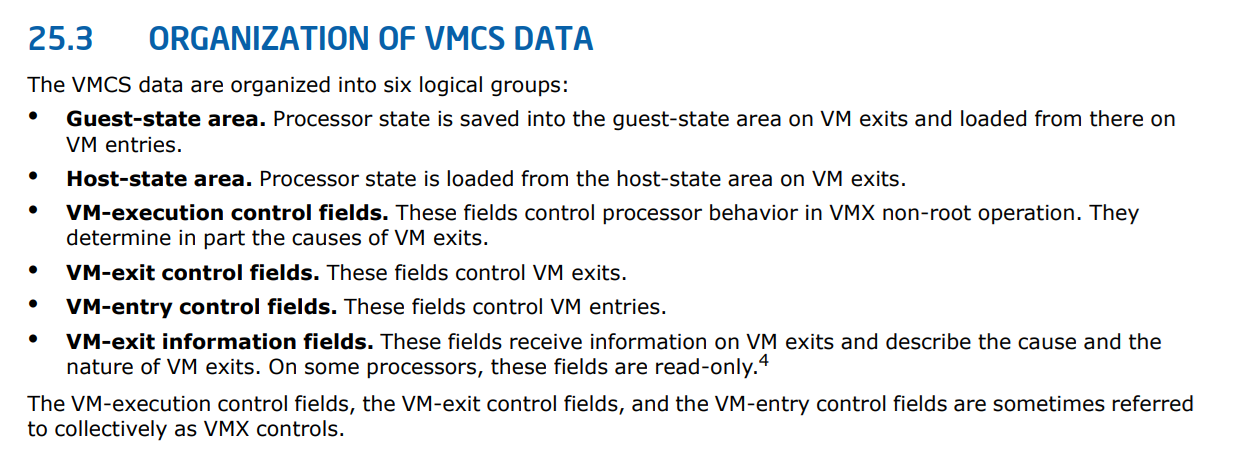 25.3 ORGANIZATION OF VMCS DATA
The VMCS data are organized into six logical groups:
• Guest-state area. Processor state is saved into the guest-state area on VM exits and loaded from there on
VM entries.
• Host-state area. Processor state is loaded from the host-state area on VM exits.
• VM-execution control fields. These fields control processor behavior in VMX non-root operation. They
determine in part the causes of VM exits.
• VM-exit control fields. These fields control VM exits.
• VM-entry control fields. These fields control VM entries.
• VM-exit information fields. These fields receive information on VM exits and describe the cause and the
nature of VM exits. On some processors, these fields are read-only.4
The VM-execution control fields, the VM-exit control fields, and the VM-entry control fields are sometimes referred
to collectively as VMX controls.